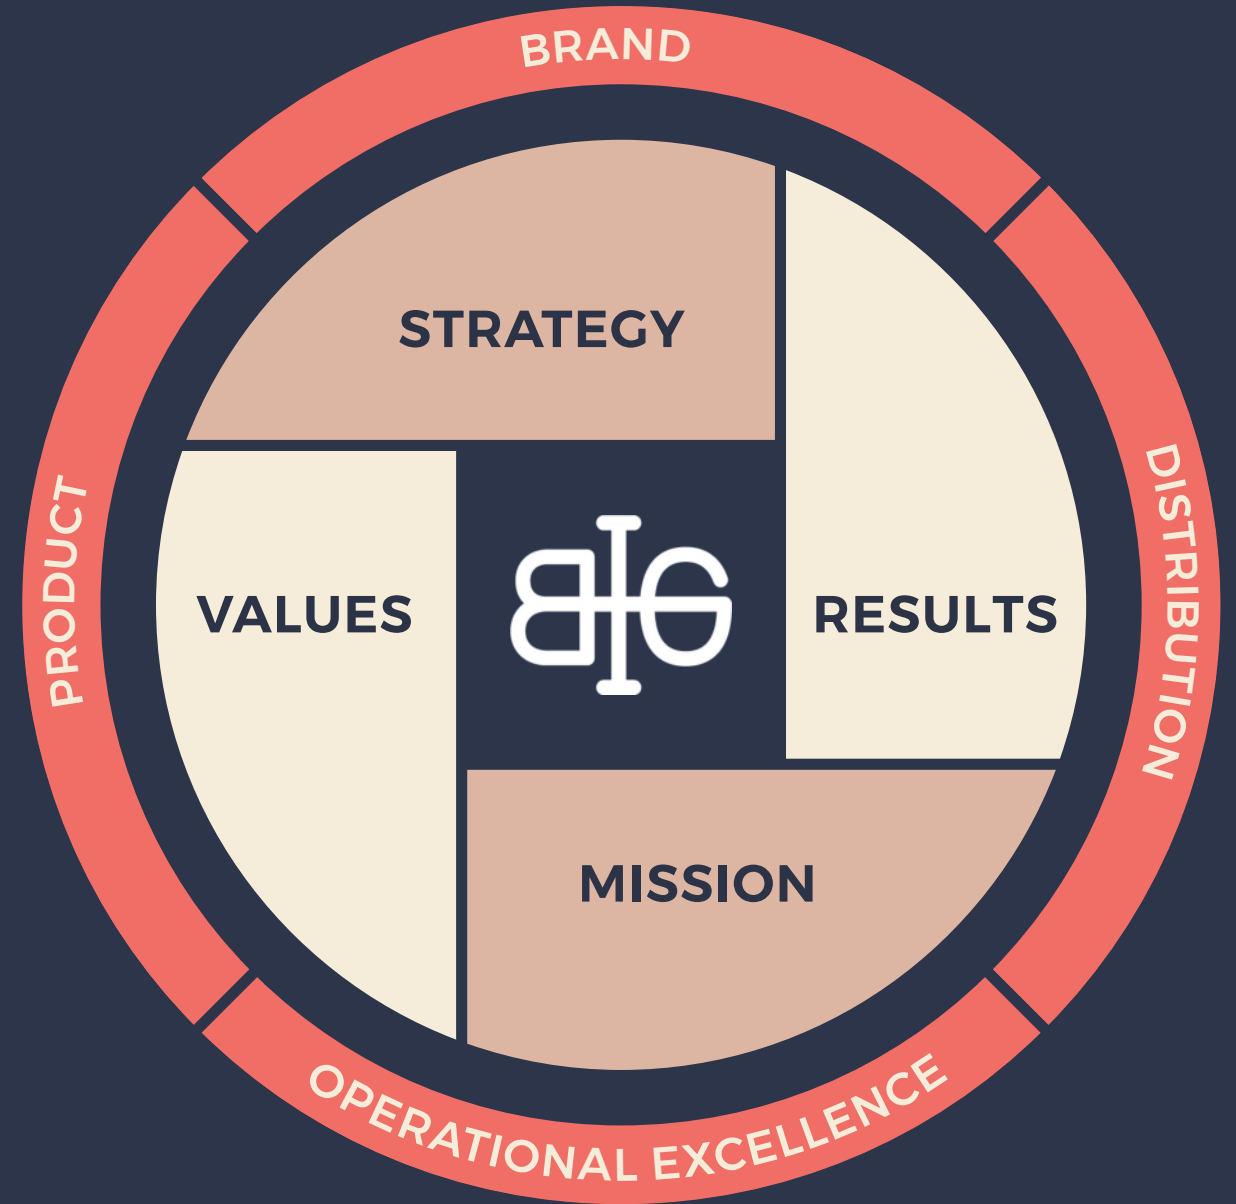 BRAND
STRATEGY
PRODUCT
VALUES
BIG
RESULTS
DISTRIBUTION
MISSION
OPERATIONAL EXCELLENCE